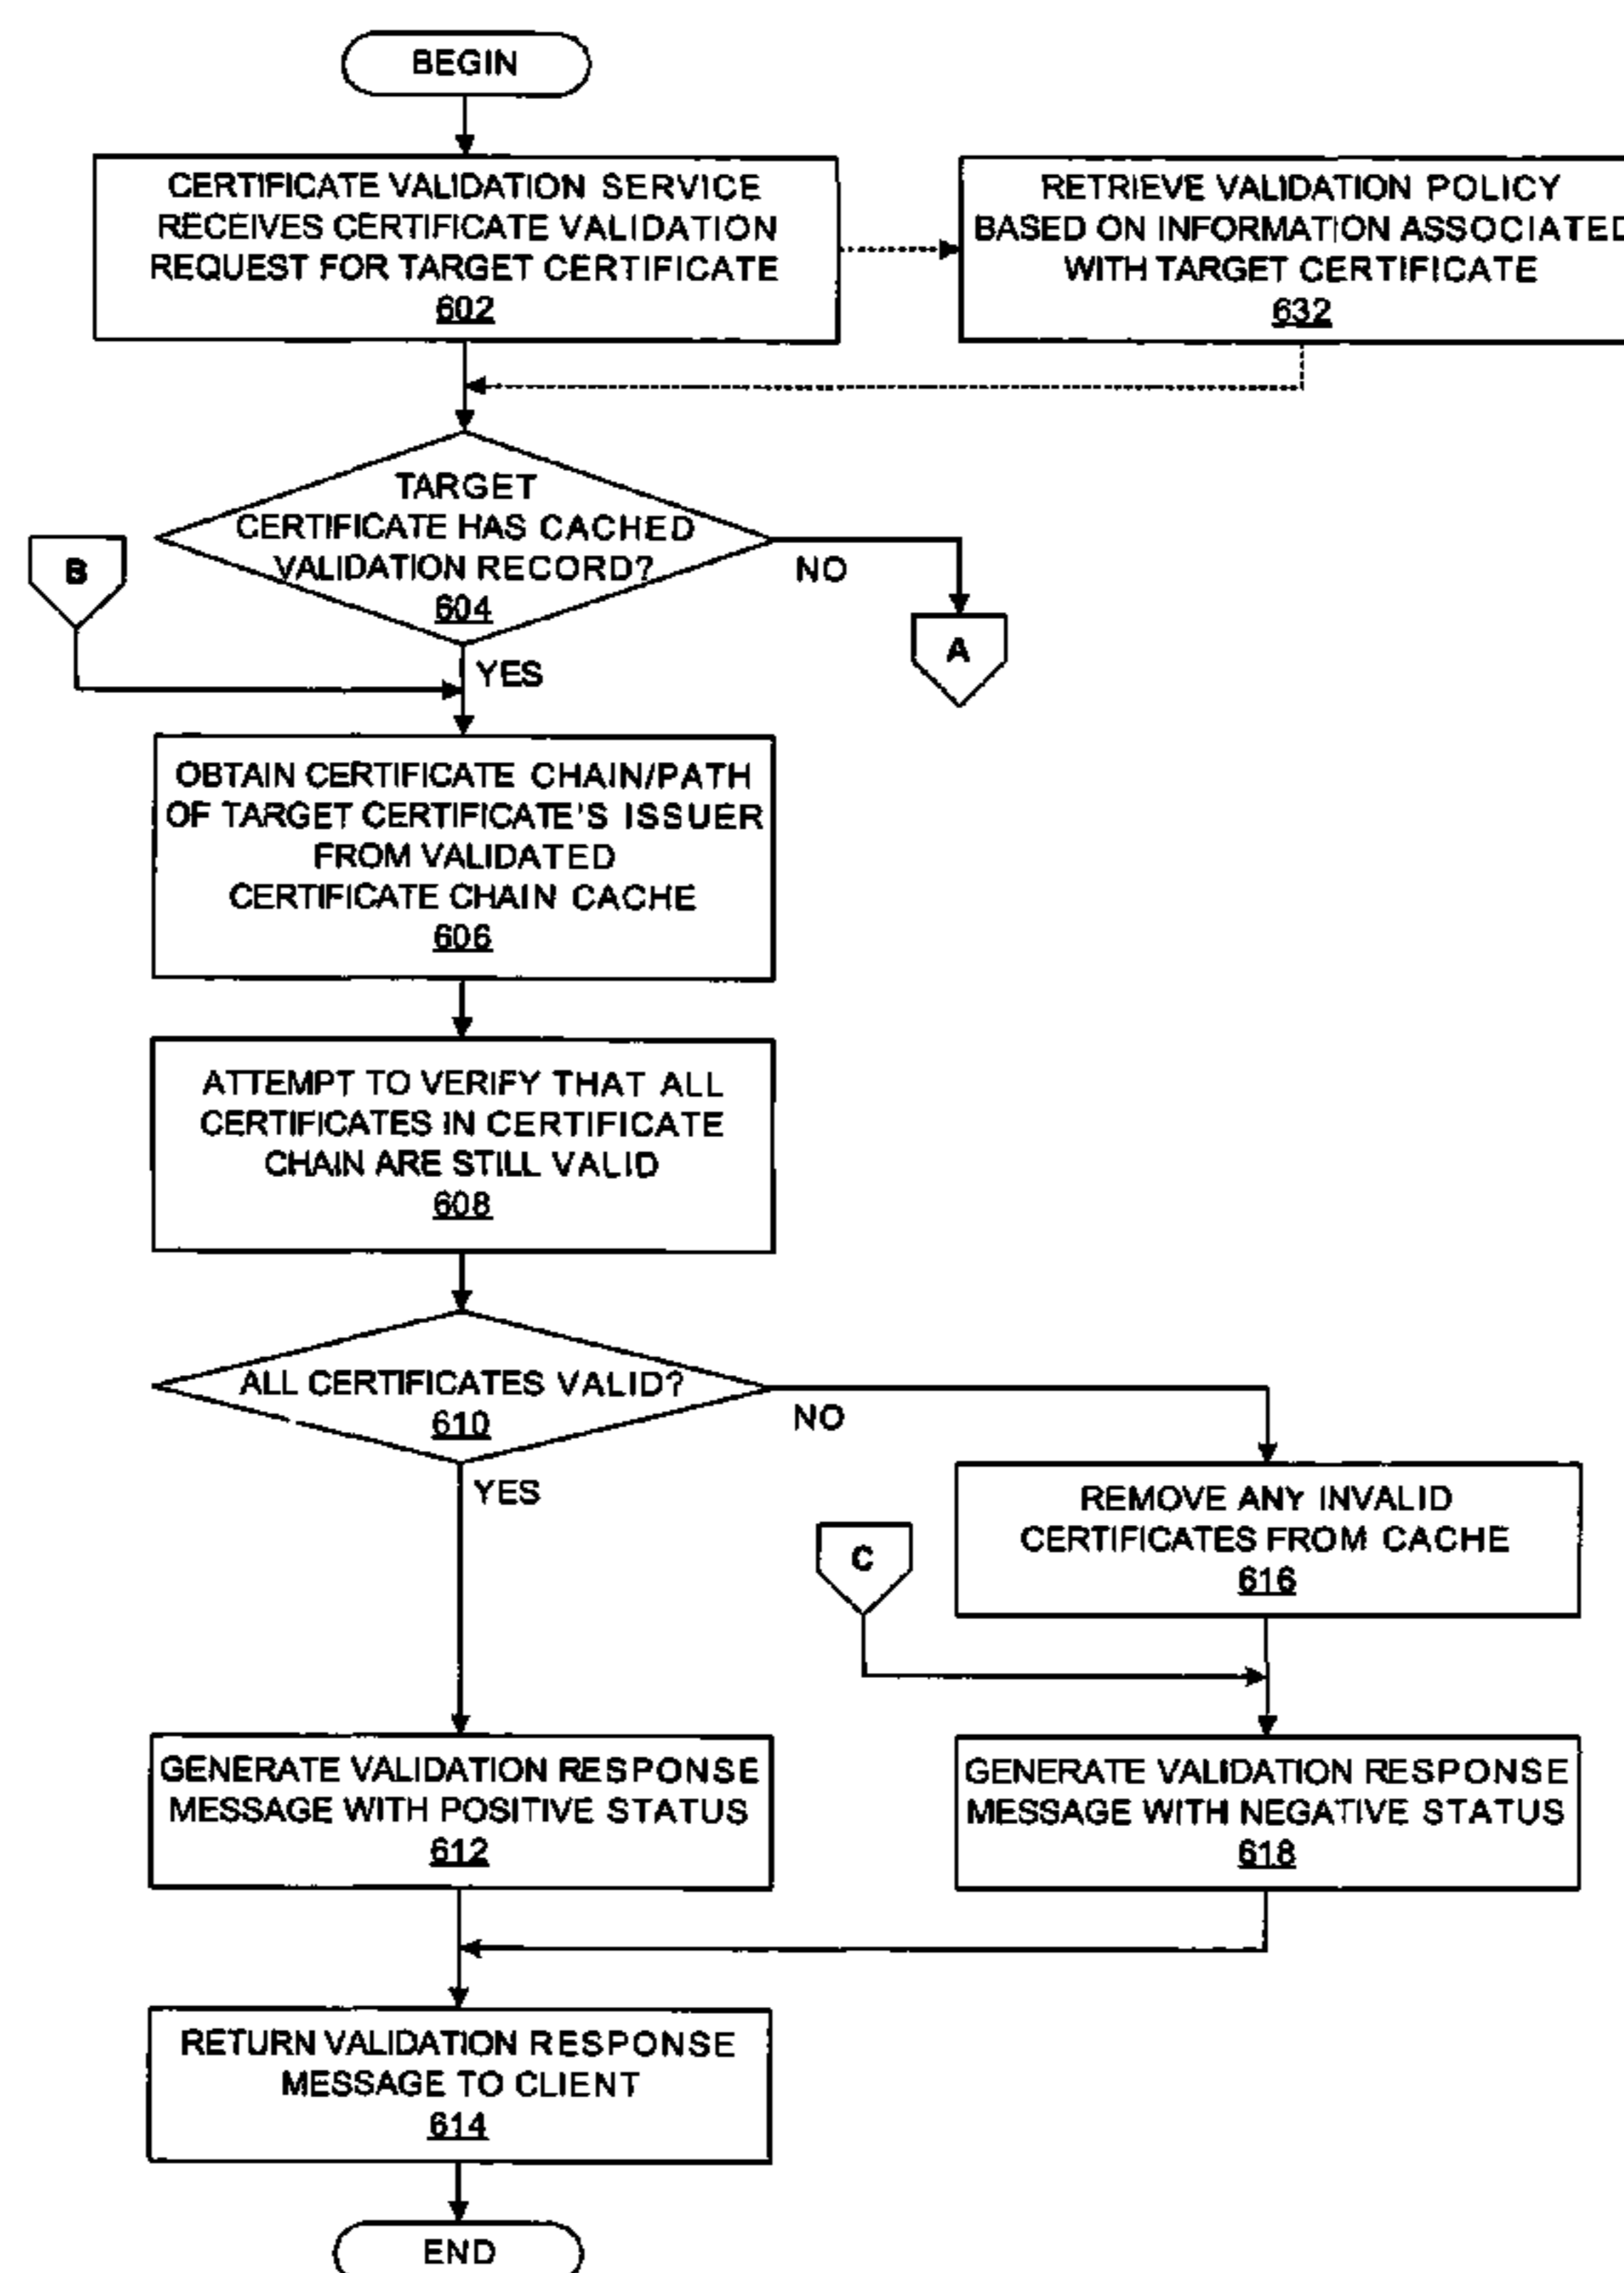 BEGIN
CERTIFICATE VALIDATION SERVICE
RECEIVES CERTIFICATE VALIDATION
REQUEST FOR TARGET CERTIFICATE
602
RETRIEVE VALIDATION POLICY
BASED ON INFORMATION ASSOCIATED
WITH TARGET CERTIFICATE
632
TARGET
CERTIFICATE HAS CACHED
VALIDATION RECORD?
604
NO
B
A
YES
OBTAIN CERTIFICATE CHAIN/PATH
OF TARGET CERTIFICATE'S ISSUER
FROM VALIDATED
CERTIFICATE CHAIN CACHE
606
ATTEMPT TO VERIFY THAT ALL
CERTIFICATES IN CERTIFICATE
CHAIN ARE STILL VALID
608
ALL CERTIFICATES VALID?
610
NO
YES
REMOVE ANY INVALID
CERTIFICATES FROM CACHE
616
C
GENERATE VALIDATION RESPONSE
MESSAGE WITH POSITIVE STATUS
612
GENERATE VALIDATION RESPONSE
MESSAGE WITH NEGATIVE STATUS
618
RETURN VALIDATION RESPONSE
MESSAGE TO CLIENT
614
END